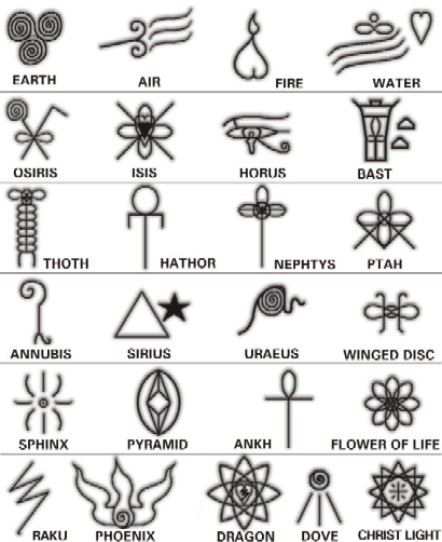 EARTH AIR FIRE WATER
OSIRIS ISIS HORUS BAST
THOTH HATHOR NEPHTYS PTAH
ANNUBIS SIRIUS URAEUS WINGED DISC
SPHINX PYRAMID ANKH FLOWER OF LIFE
RAKU PHOENIX DRAGON DOVE CHRIST LIGHT